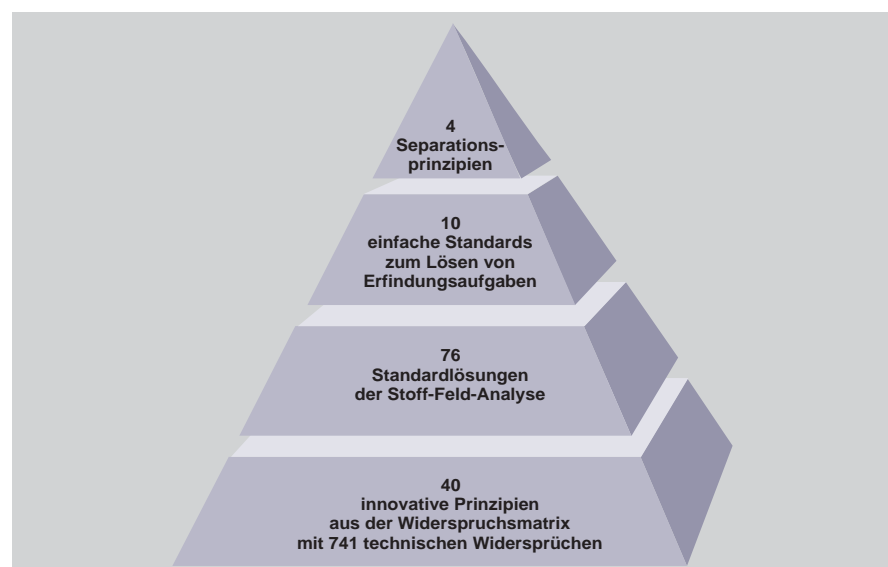 4
Separations-
prinzipien
10
einfache Standards
zum Lösen von
Erfindungsaufgaben
76
Standardlösungen
der Stoff-Feld-Analyse
40
innovative Prinzipien
aus der Widerspruchsmatrix
mit 741 technischen Widersprüchen